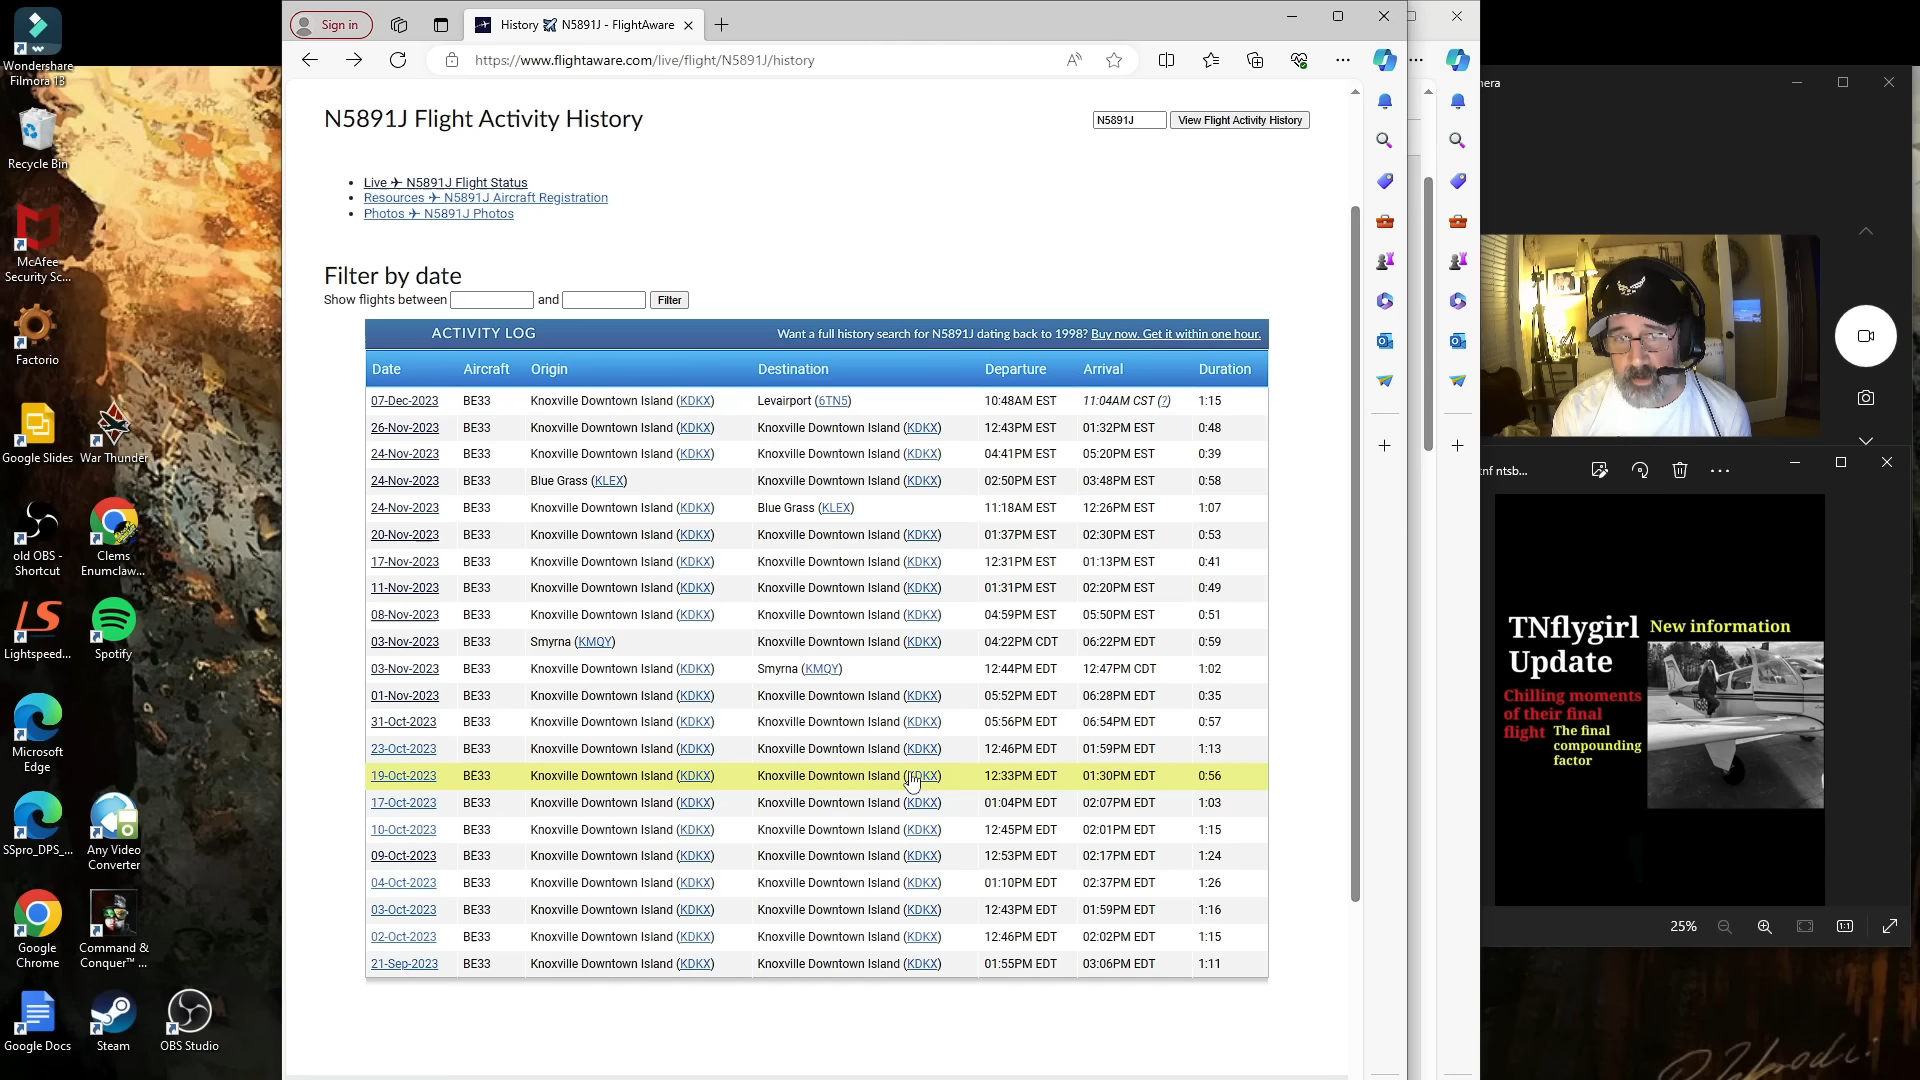 Wondershare
Filmora 13
Recycle Bin
McAfee
Security Sc...
Factorio
Google Slides
War Thunder
old OBS -
Shortcut
Clems
Enumclaw...
Lightspeed...
Spotify
Microsoft
Edge
SSpro_DPS_...
Any Video
Converter
Google
Chrome
Command &
Conquer™ ...
Google Docs
Steam
OBS Studio
Sign in
History ✈ N5891J - FlightAware
https://www.flightaware.com/live/flight/N5891J/history
N5891J Flight Activity History
N5891J View Flight Activity History
Live ✈ N5891J Flight Status
Resources ✈ N5891J Aircraft Registration
Photos ✈ N5891J Photos
Filter by date
Show flights between and Filter
ACTIVITY LOG Want a full history search for N5891J dating back to 1998? Buy now. Get it within one hour.
Date Aircraft Origin Destination Departure Arrival Duration
07-Dec-2023 BE33 Knoxville Downtown Island (KDKX) Levairport (6TN5) 10:48AM EST 11:04AM CST (?) 1:15
26-Nov-2023 BE33 Knoxville Downtown Island (KDKX) Knoxville Downtown Island (KDKX) 12:43PM EST 01:32PM EST 0:48
24-Nov-2023 BE33 Knoxville Downtown Island (KDKX) Knoxville Downtown Island (KDKX) 04:41PM EST 05:20PM EST 0:39
24-Nov-2023 BE33 Blue Grass (KLEX) Knoxville Downtown Island (KDKX) 02:50PM EST 03:48PM EST 0:58
24-Nov-2023 BE33 Knoxville Downtown Island (KDKX) Blue Grass (KLEX) 11:18AM EST 12:26PM EST 1:07
20-Nov-2023 BE33 Knoxville Downtown Island (KDKX) Knoxville Downtown Island (KDKX) 01:37PM EST 02:30PM EST 0:53
17-Nov-2023 BE33 Knoxville Downtown Island (KDKX) Knoxville Downtown Island (KDKX) 12:31PM EST 01:13PM EST 0:41
11-Nov-2023 BE33 Knoxville Downtown Island (KDKX) Knoxville Downtown Island (KDKX) 01:31PM EST 02:20PM EST 0:49
08-Nov-2023 BE33 Knoxville Downtown Island (KDKX) Knoxville Downtown Island (KDKX) 04:59PM EST 05:50PM EST 0:51
03-Nov-2023 BE33 Smyrna (KMQY) Knoxville Downtown Island (KDKX) 04:22PM CDT 06:22PM EDT 0:59
03-Nov-2023 BE33 Knoxville Downtown Island (KDKX) Smyrna (KMQY) 12:44PM EDT 12:47PM CDT 1:02
01-Nov-2023 BE33 Knoxville Downtown Island (KDKX) Knoxville Downtown Island (KDKX) 05:52PM EDT 06:28PM EDT 0:35
31-Oct-2023 BE33 Knoxville Downtown Island (KDKX) Knoxville Downtown Island (KDKX) 05:56PM EDT 06:54PM EDT 0:57
23-Oct-2023 BE33 Knoxville Downtown Island (KDKX) Knoxville Downtown Island (KDKX) 12:46PM EDT 01:59PM EDT 1:13
19-Oct-2023 BE33 Knoxville Downtown Island (KDKX) Knoxville Downtown Island (KDKX) 12:33PM EDT 01:30PM EDT 0:56
17-Oct-2023 BE33 Knoxville Downtown Island (KDKX) Knoxville Downtown Island (KDKX) 01:04PM EDT 02:07PM EDT 1:03
10-Oct-2023 BE33 Knoxville Downtown Island (KDKX) Knoxville Downtown Island (KDKX) 12:45PM EDT 02:01PM EDT 1:15
09-Oct-2023 BE33 Knoxville Downtown Island (KDKX) Knoxville Downtown Island (KDKX) 12:53PM EDT 02:17PM EDT 1:24
04-Oct-2023 BE33 Knoxville Downtown Island (KDKX) Knoxville Downtown Island (KDKX) 01:10PM EDT 02:37PM EDT 1:26
03-Oct-2023 BE33 Knoxville Downtown Island (KDKX) Knoxville Downtown Island (KDKX) 12:43PM EDT 01:59PM EDT 1:16
02-Oct-2023 BE33 Knoxville Downtown Island (KDKX) Knoxville Downtown Island (KDKX) 12:46PM EDT 02:02PM EDT 1:15
21-Sep-2023 BE33 Knoxville Downtown Island (KDKX) Knoxville Downtown Island (KDKX) 01:55PM EDT 03:06PM EDT 1:11
ntsb...
TNflygirl
Update
New information
Chilling moments
of their final
flight
The final
compounding
factor
25%
1:1